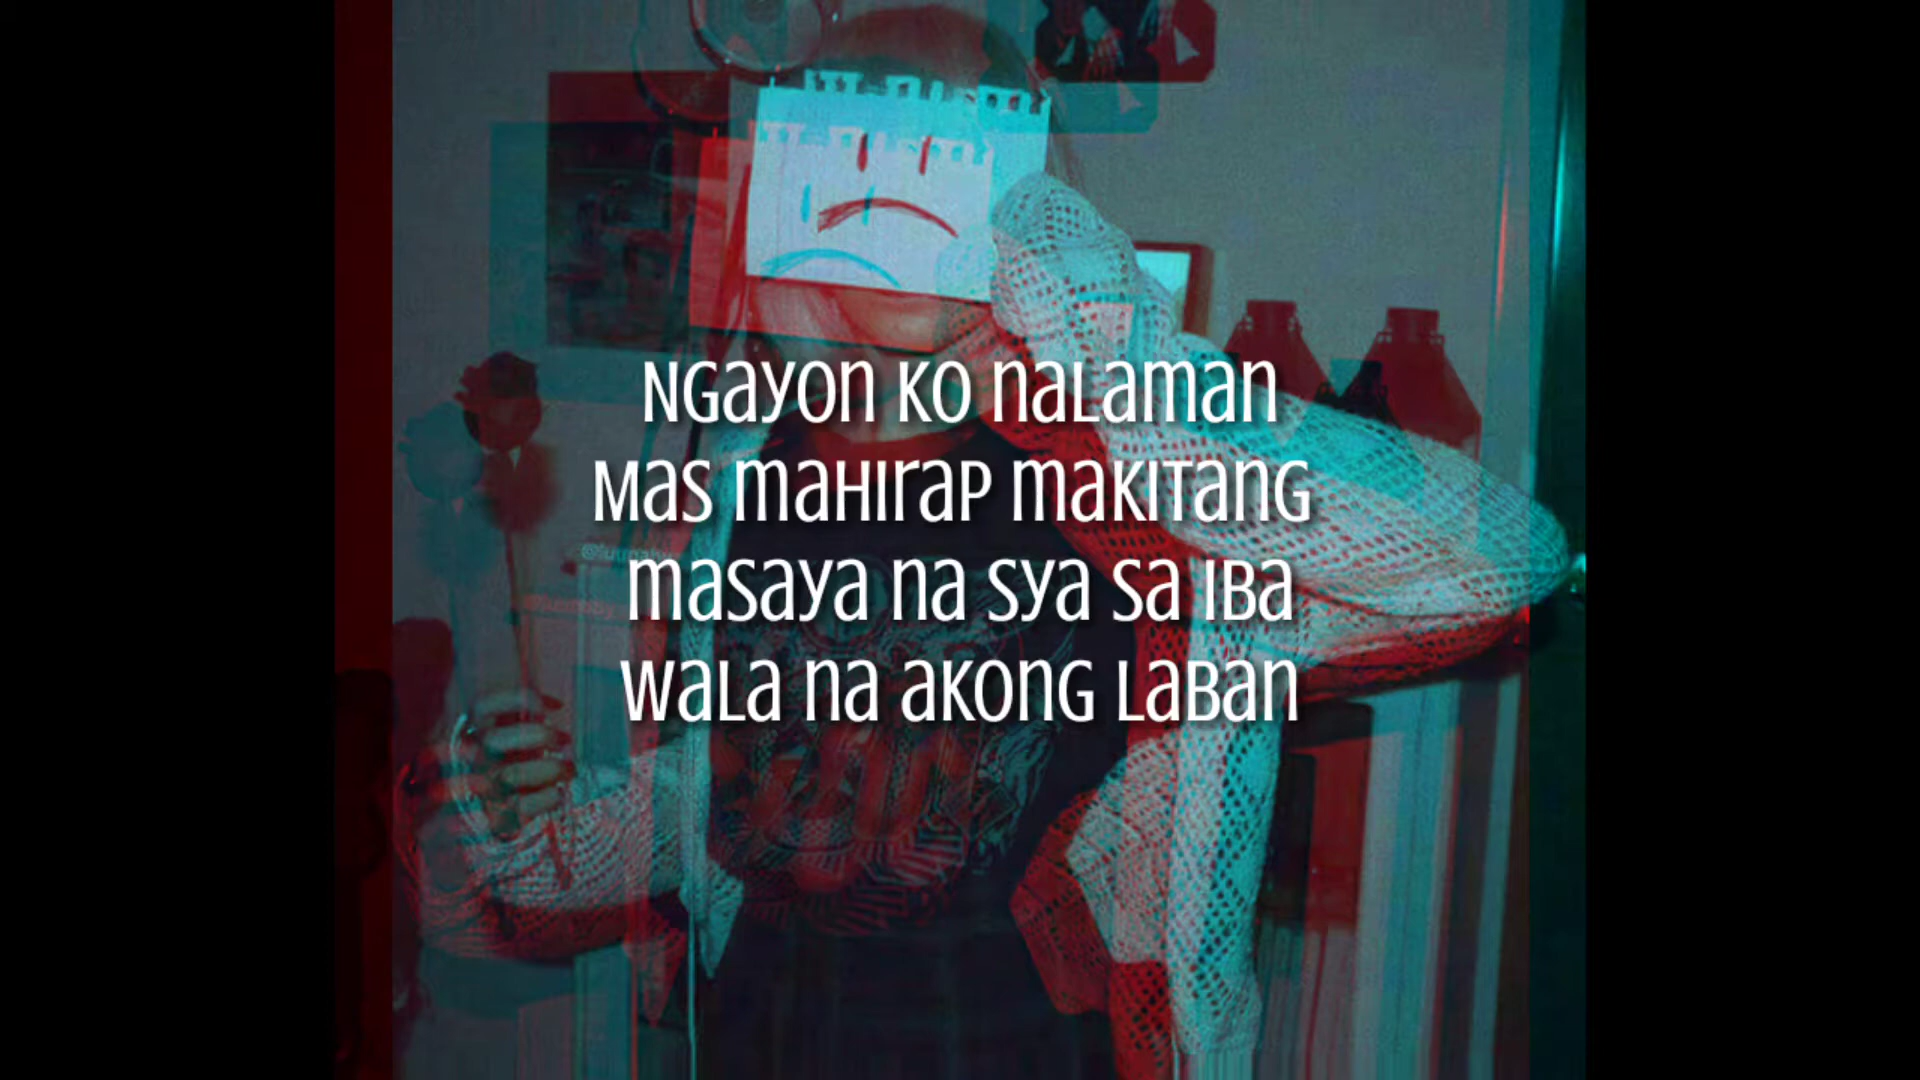 Ngayon ko nalaman
Mas mahirap makitang
masaya na sya sa iba
Wala na akong laban